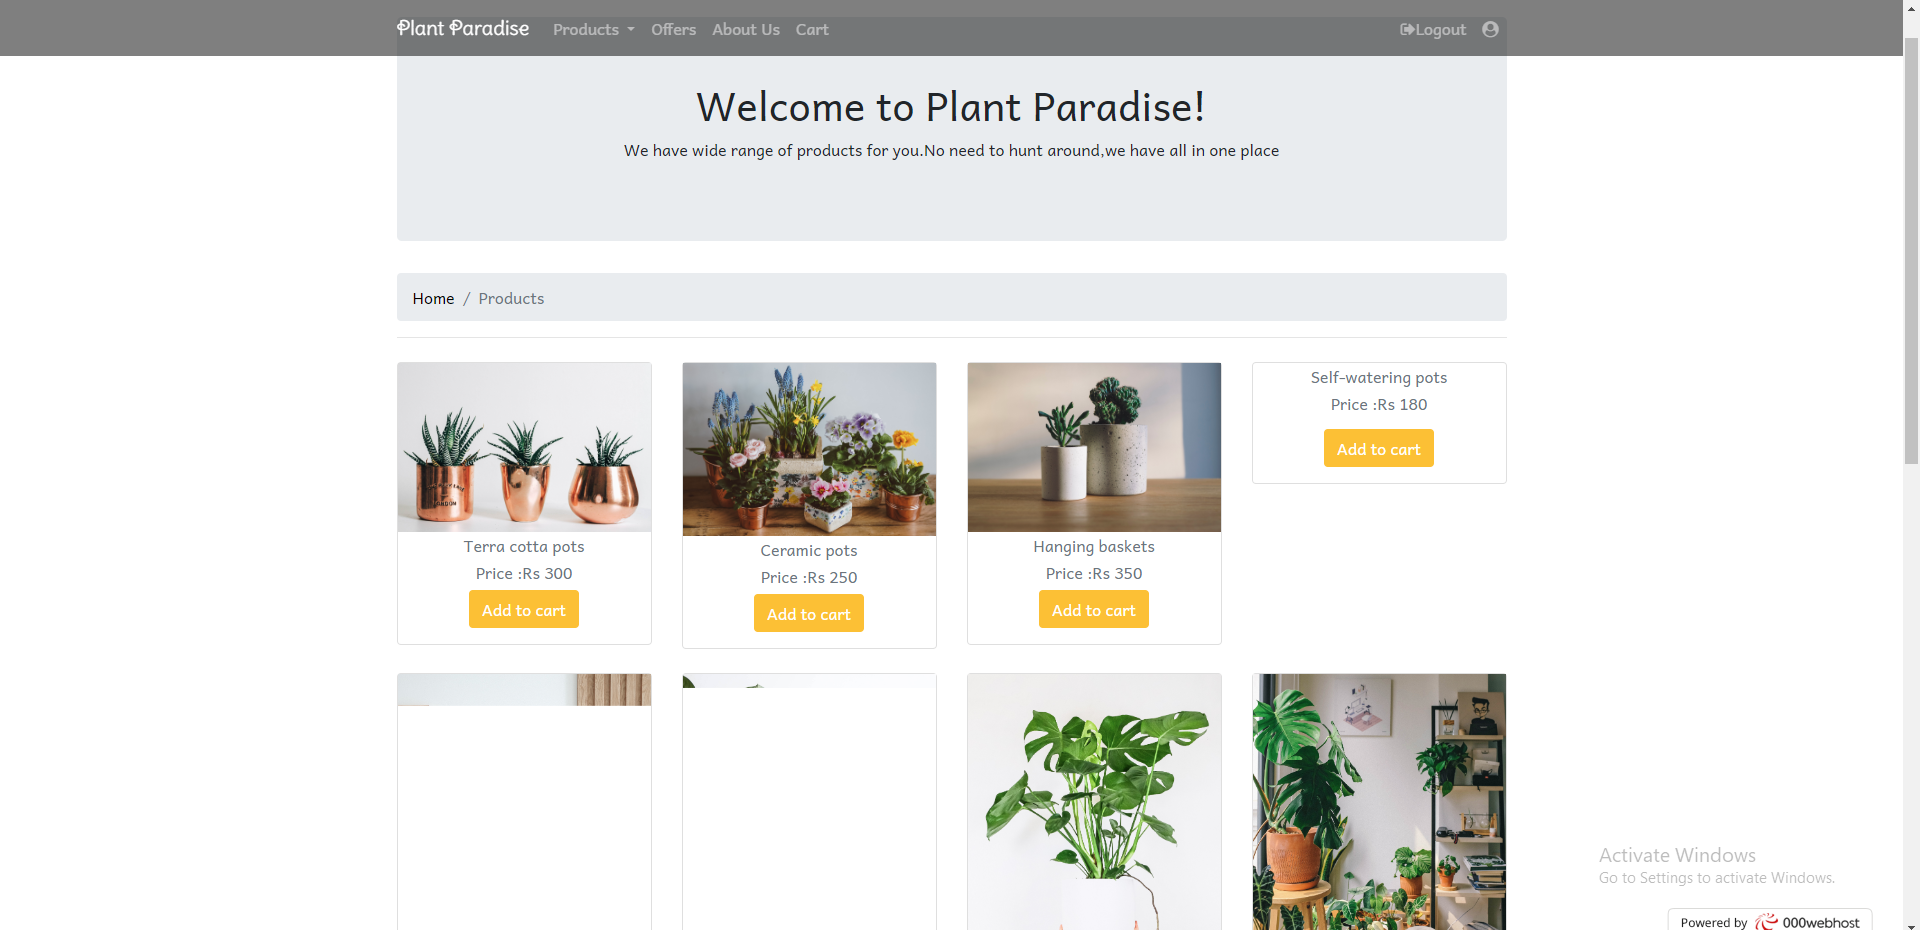 Plant Paradise Products Offers About Us Cart Logout
Welcome to Plant Paradise!
We have wide range of products for you.No need to hunt around,we have all in one place
Home / Products
Terra cotta pots
Price :Rs 300
Add to cart
Ceramic pots
Price :Rs 250
Add to cart
Hanging baskets
Price :Rs 350
Add to cart
Self-watering pots
Price :Rs 180
Add to cart
Activate Windows
Go to Settings to activate Windows.
Powered by 000webhost